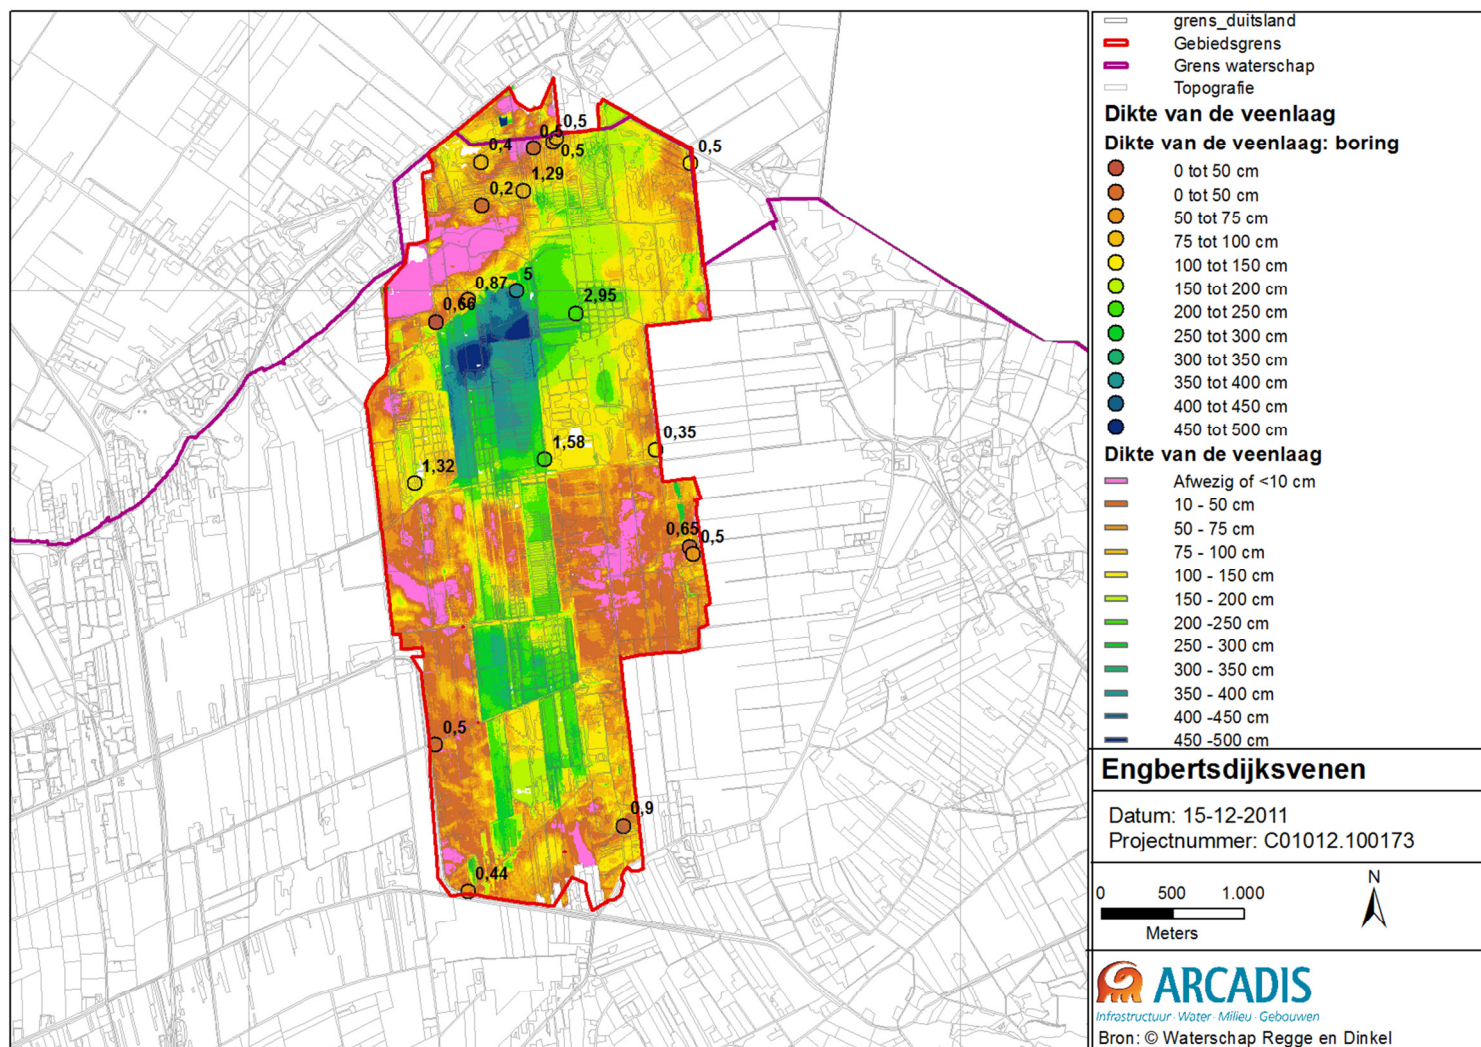 0,5
0,5
0,5
0,4
0,5
1,29
0,2
0,87
5
0,66
2,95
1,58
0,35
1,32
0,65
0,5
0,5
0,9
0,44
grens_duitsland
Gebiedsgrens
Grens waterschap
Topografie
Dikte van de veenlaag
Dikte van de veenlaag: boring
0 tot 50 cm
0 tot 50 cm
50 tot 75 cm
75 tot 100 cm
100 tot 150 cm
150 tot 200 cm
200 tot 250 cm
250 tot 300 cm
300 tot 350 cm
350 tot 400 cm
400 tot 450 cm
450 tot 500 cm
Dikte van de veenlaag
Afwezig of <10 cm
10 - 50 cm
50 - 75 cm
75 - 100 cm
100 - 150 cm
150 - 200 cm
200 -250 cm
250 - 300 cm
300 - 350 cm
350 - 400 cm
400 -450 cm
450 -500 cm
Engbertsdijksvenen
Datum: 15-12-2011
Projectnummer: C01012.100173
0 500 1.000
Meters
N
ARCADIS
Infrastructuur · Water · Milieu · Gebouwen
Bron: © Waterschap Regge en Dinkel